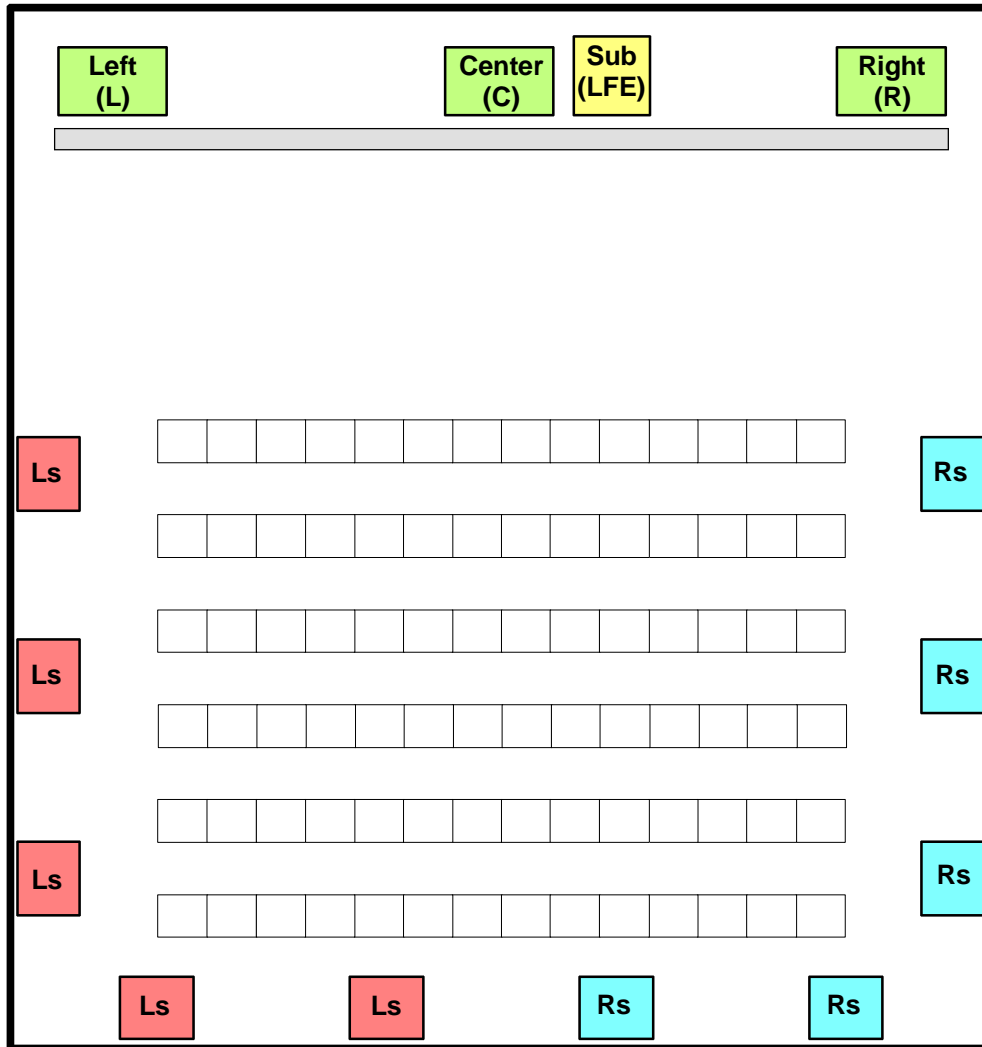 Left
(L)
Center
(C)
Sub
(LFE)
Right
(R)
Ls
Rs
Ls
Rs
Ls
Rs
Ls
Ls
Rs
Rs